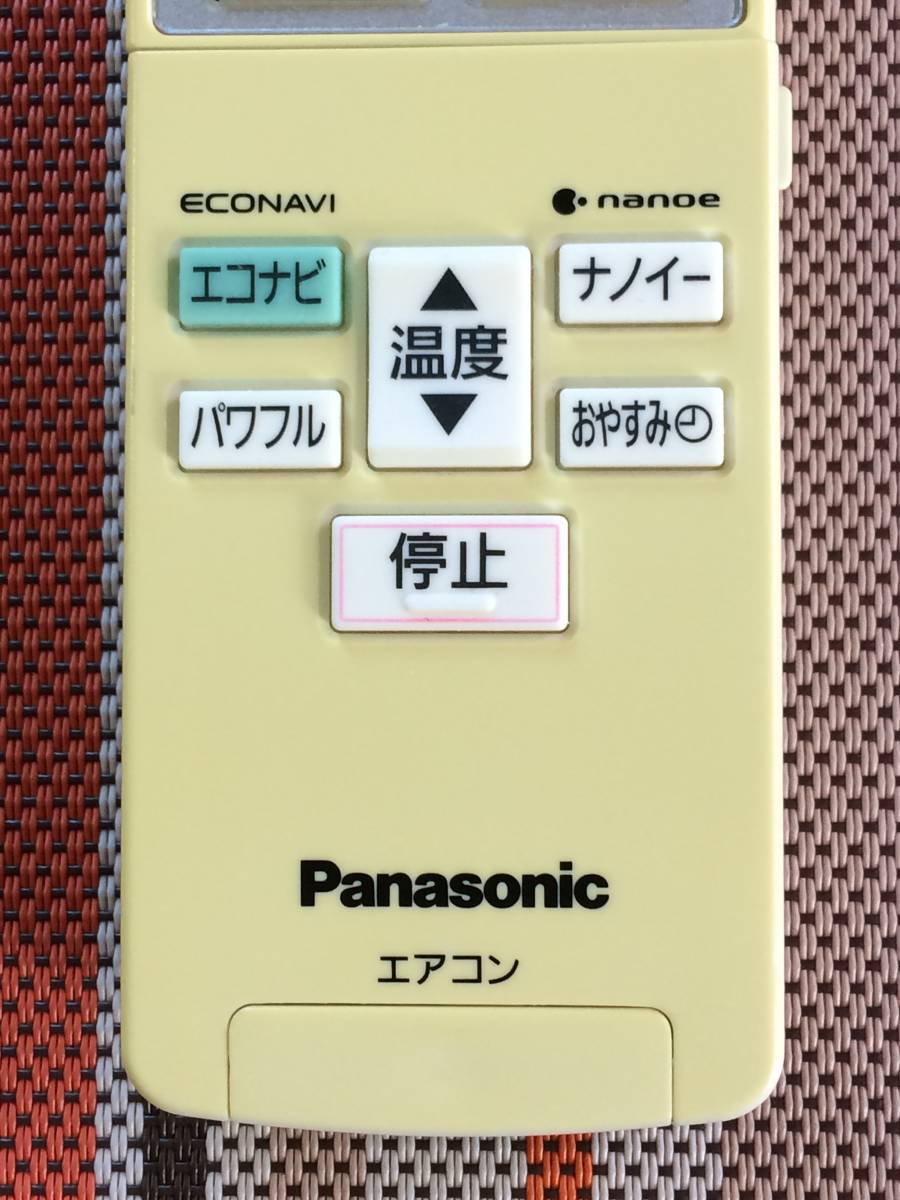 ECONAVI
nanoe
エコナビ
温度
ナノイー
パワフル
おやすみ
停止
Panasonic
エアコン